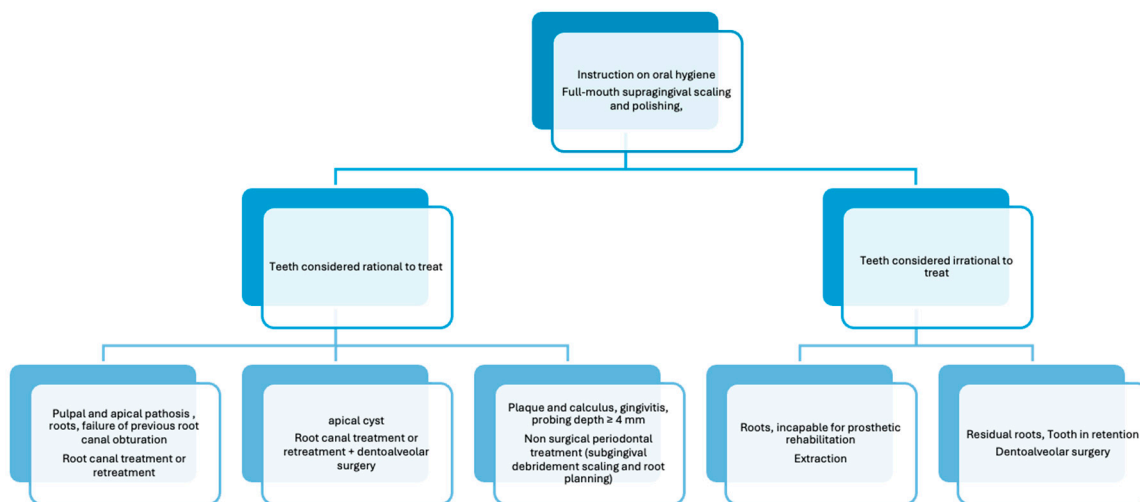 Instruction on oral hygiene
Full-mouth supragingival scaling
and polishing,
Teeth considered rational to treat
Teeth considered irrational to
treat
Pulpal and apical pathosis ,
roots, failure of previous root
canal obturation
Root canal treatment or
retreatment
apical cyst
Root canal treatment or
retreatment + dentoalveolar
surgery
Plaque and calculus, gingivitis,
probing depth ≥ 4 mm
Non surgical periodontal
treatment (subgingival
debridement scaling and root
planning)
Roots, incapable for prosthetic
rehabilitation
Extraction
Residual roots, Tooth in retention
Dentoalveolar surgery